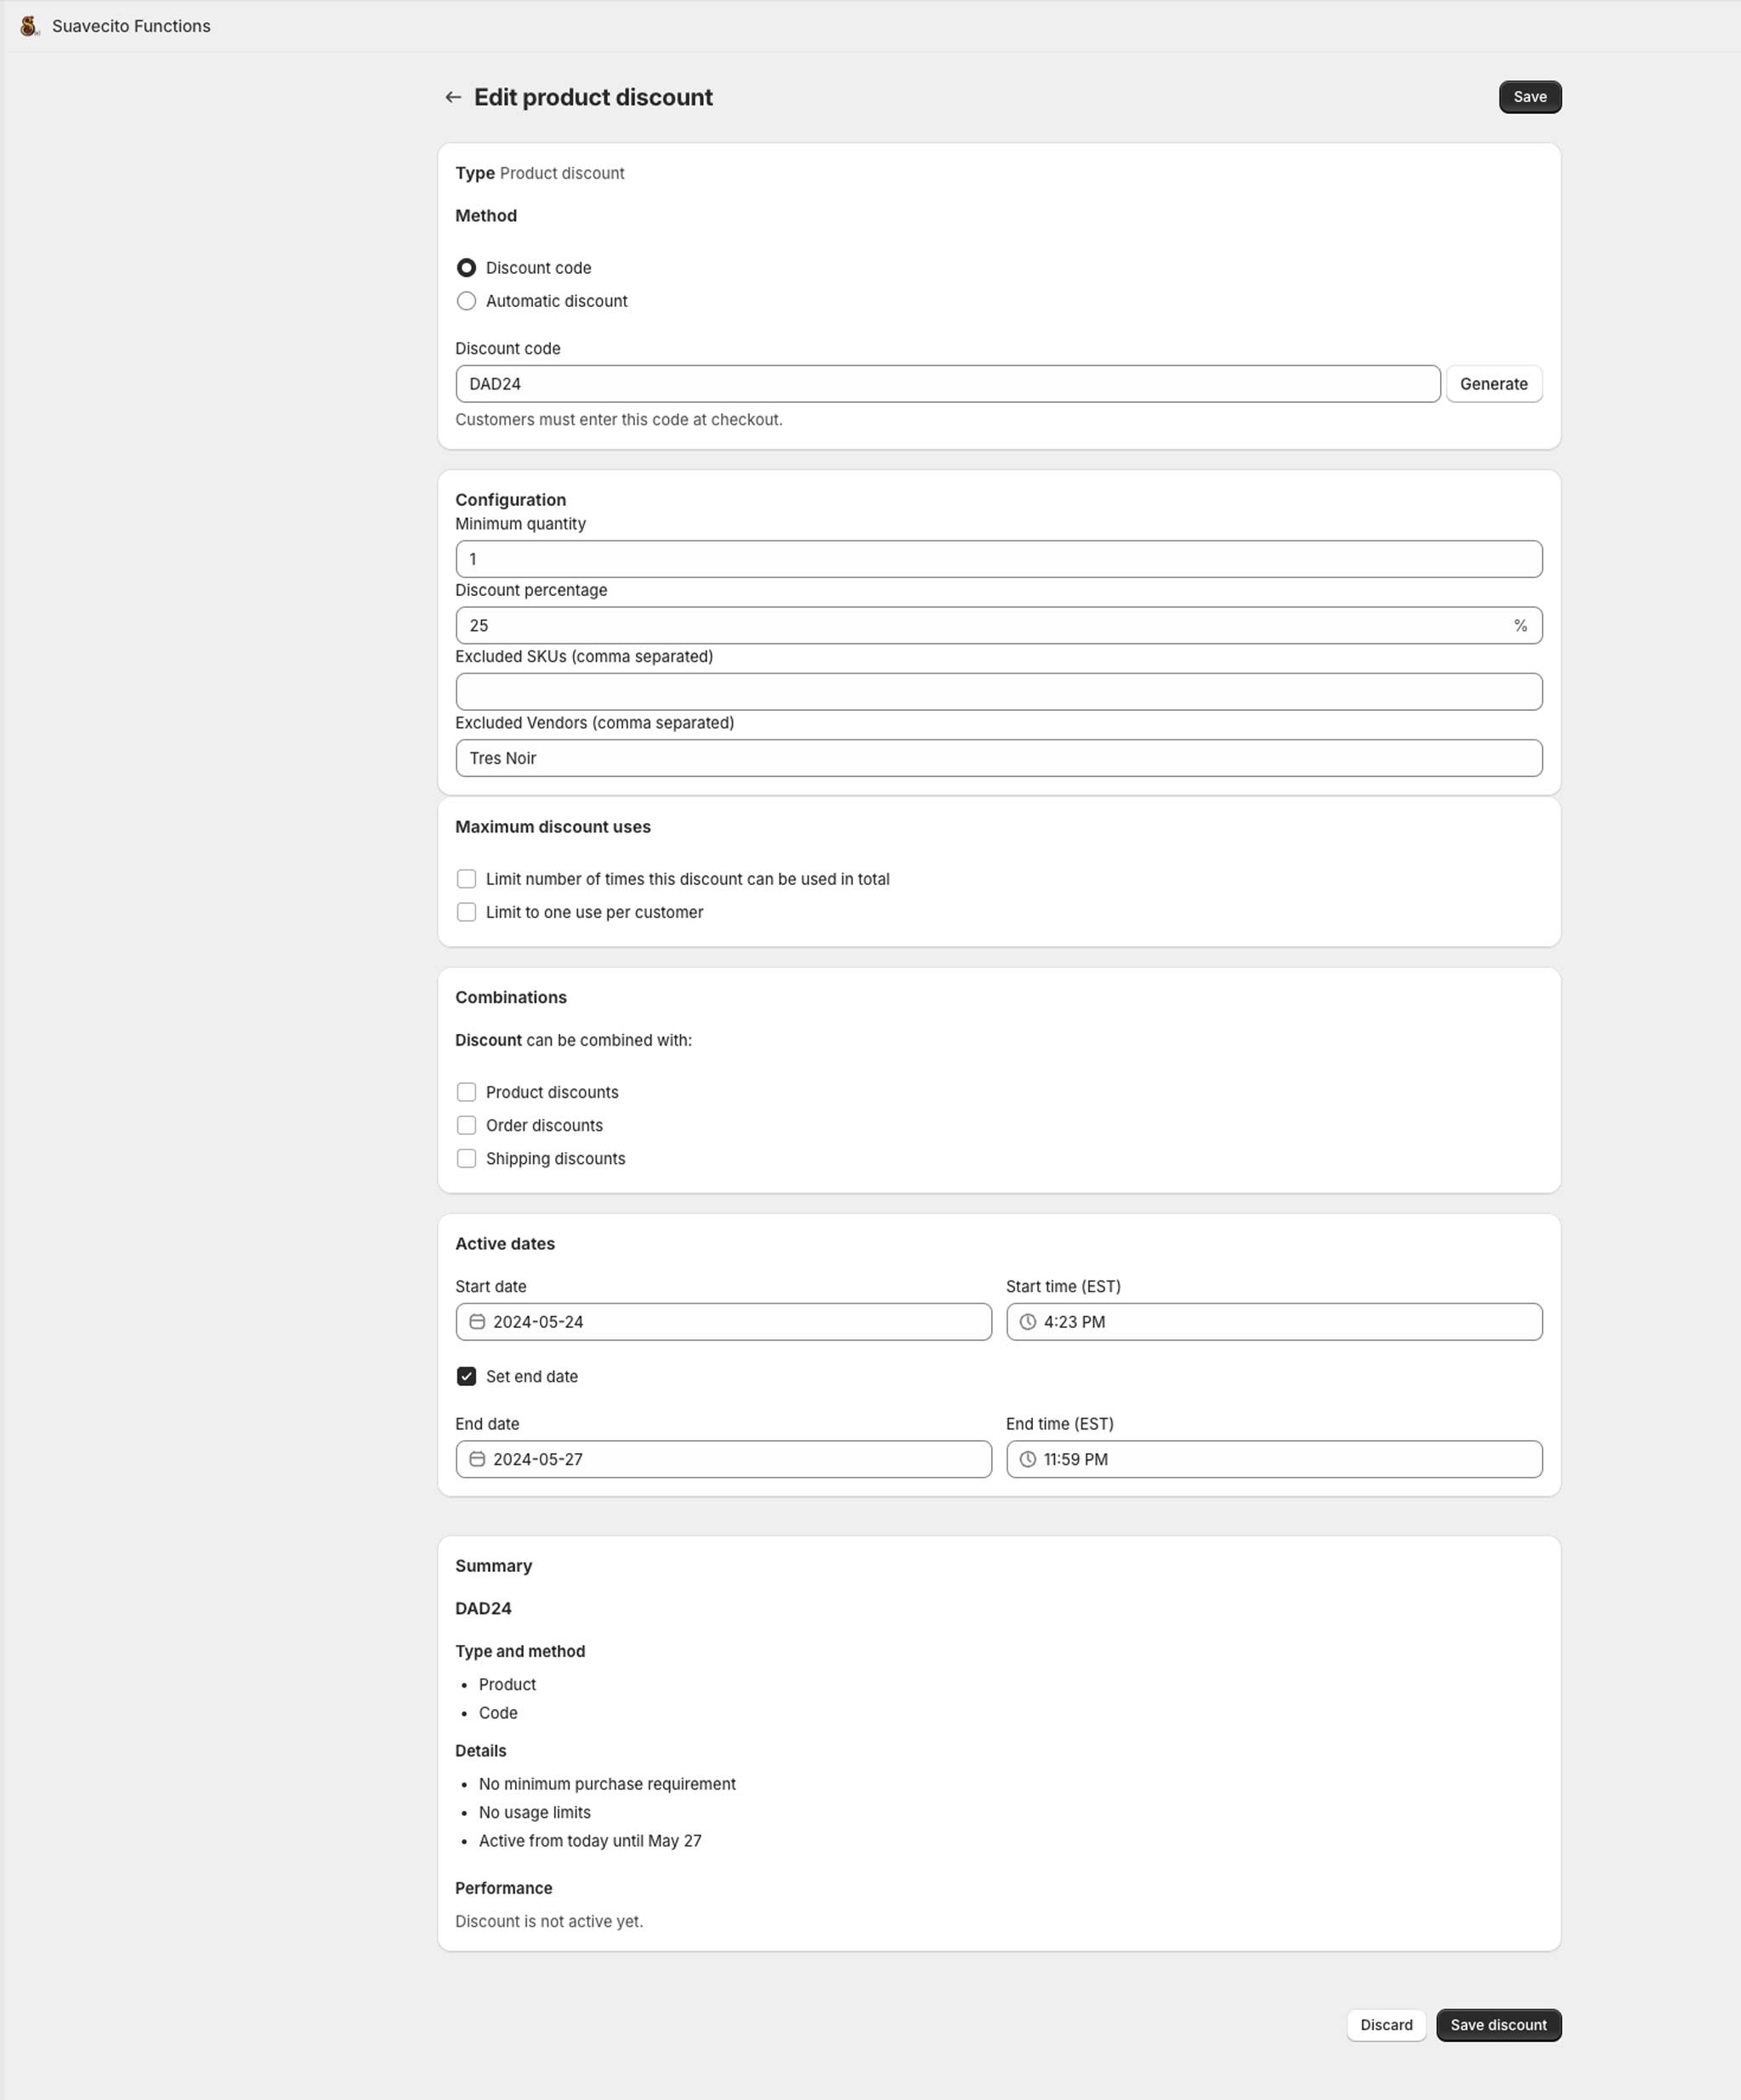 Suavecito Functions
Edit product discount
Save
Type Product discount
Method
Discount code
Automatic discount
Discount code
DAD24
Generate
Customers must enter this code at checkout.
Configuration
Minimum quantity
1
Discount percentage
25 %
Excluded SKUs (comma separated)
Excluded Vendors (comma separated)
Tres Noir
Maximum discount uses
Limit number of times this discount can be used in total
Limit to one use per customer
Combinations
Discount can be combined with:
Product discounts
Order discounts
Shipping discounts
Active dates
Start date
Start time (EST)
2024-05-24
4:23 PM
Set end date
End date
End time (EST)
2024-05-27
11:59 PM
Summary
DAD24
Type and method
• Product
• Code
Details
• No minimum purchase requirement
• No usage limits
• Active from today until May 27
Performance
Discount is not active yet.
Discard
Save discount